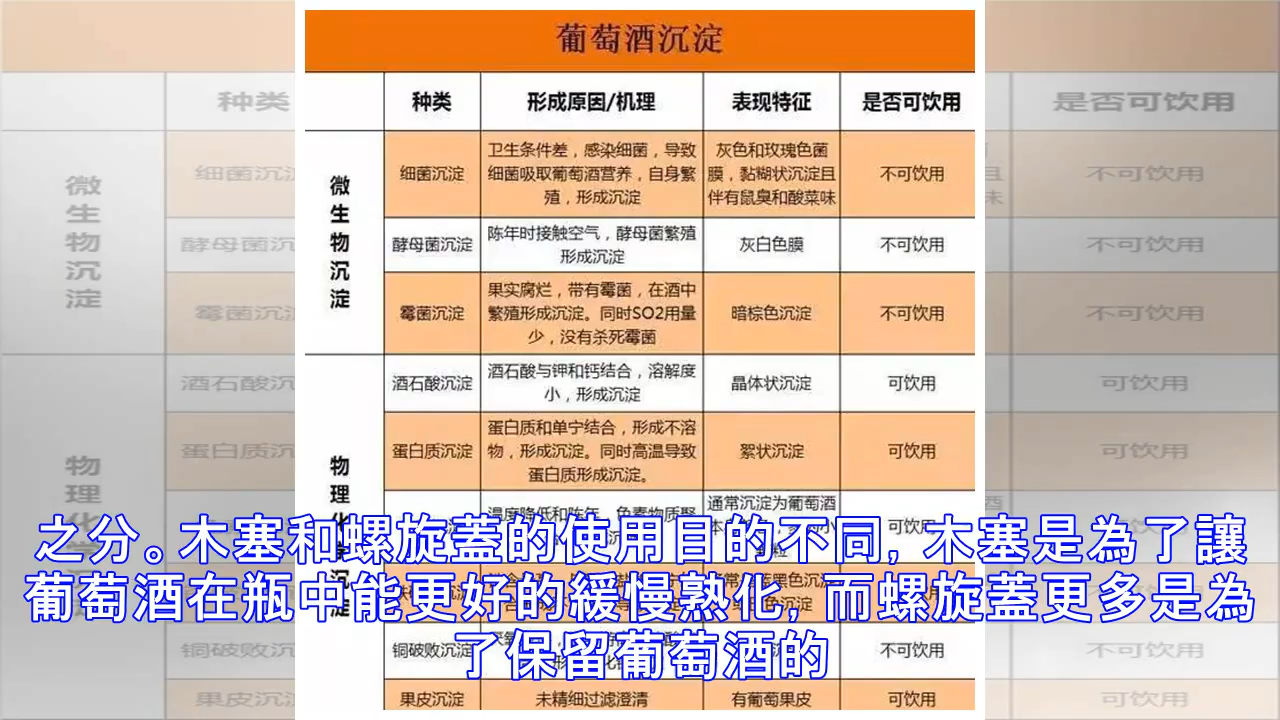 葡萄酒沉淀
种类 形成原因/机理 表现特征 是否可饮用
微生物沉淀
细菌沉淀 卫生条件差，感染细菌，导致细菌吸取葡萄酒营养，自身繁殖，形成沉淀 灰色和玫瑰色菌膜，黏糊状沉淀且伴有鼠臭和酸菜味 不可饮用
酵母菌沉淀 陈年时接触空气，酵母菌繁殖形成沉淀 灰白色膜 不可饮用
霉菌沉淀 果实腐烂，带有霉菌，在酒中繁殖形成沉淀。同时SO2用量少，没有杀死霉菌 暗棕色沉淀 不可饮用
物理化
酒石酸沉淀 酒石酸与钾和钙结合，溶解度小，形成沉淀 晶体状沉淀 可饮用
蛋白质沉淀 蛋白质和单宁结合，形成不溶物，形成沉淀。同时高温导致蛋白质形成沉淀。 絮状沉淀 可饮用
通常沉淀为葡萄酒
可饮用
铜破败沉淀 不可饮用
果皮沉淀 未精细过滤澄清 有葡萄果皮 可饮用
之分。木塞和螺旋蓋的使用目的不同，木塞是為了讓
葡萄酒在瓶中能更好的緩慢熟化，而螺旋蓋更多是為
了保留葡萄酒的